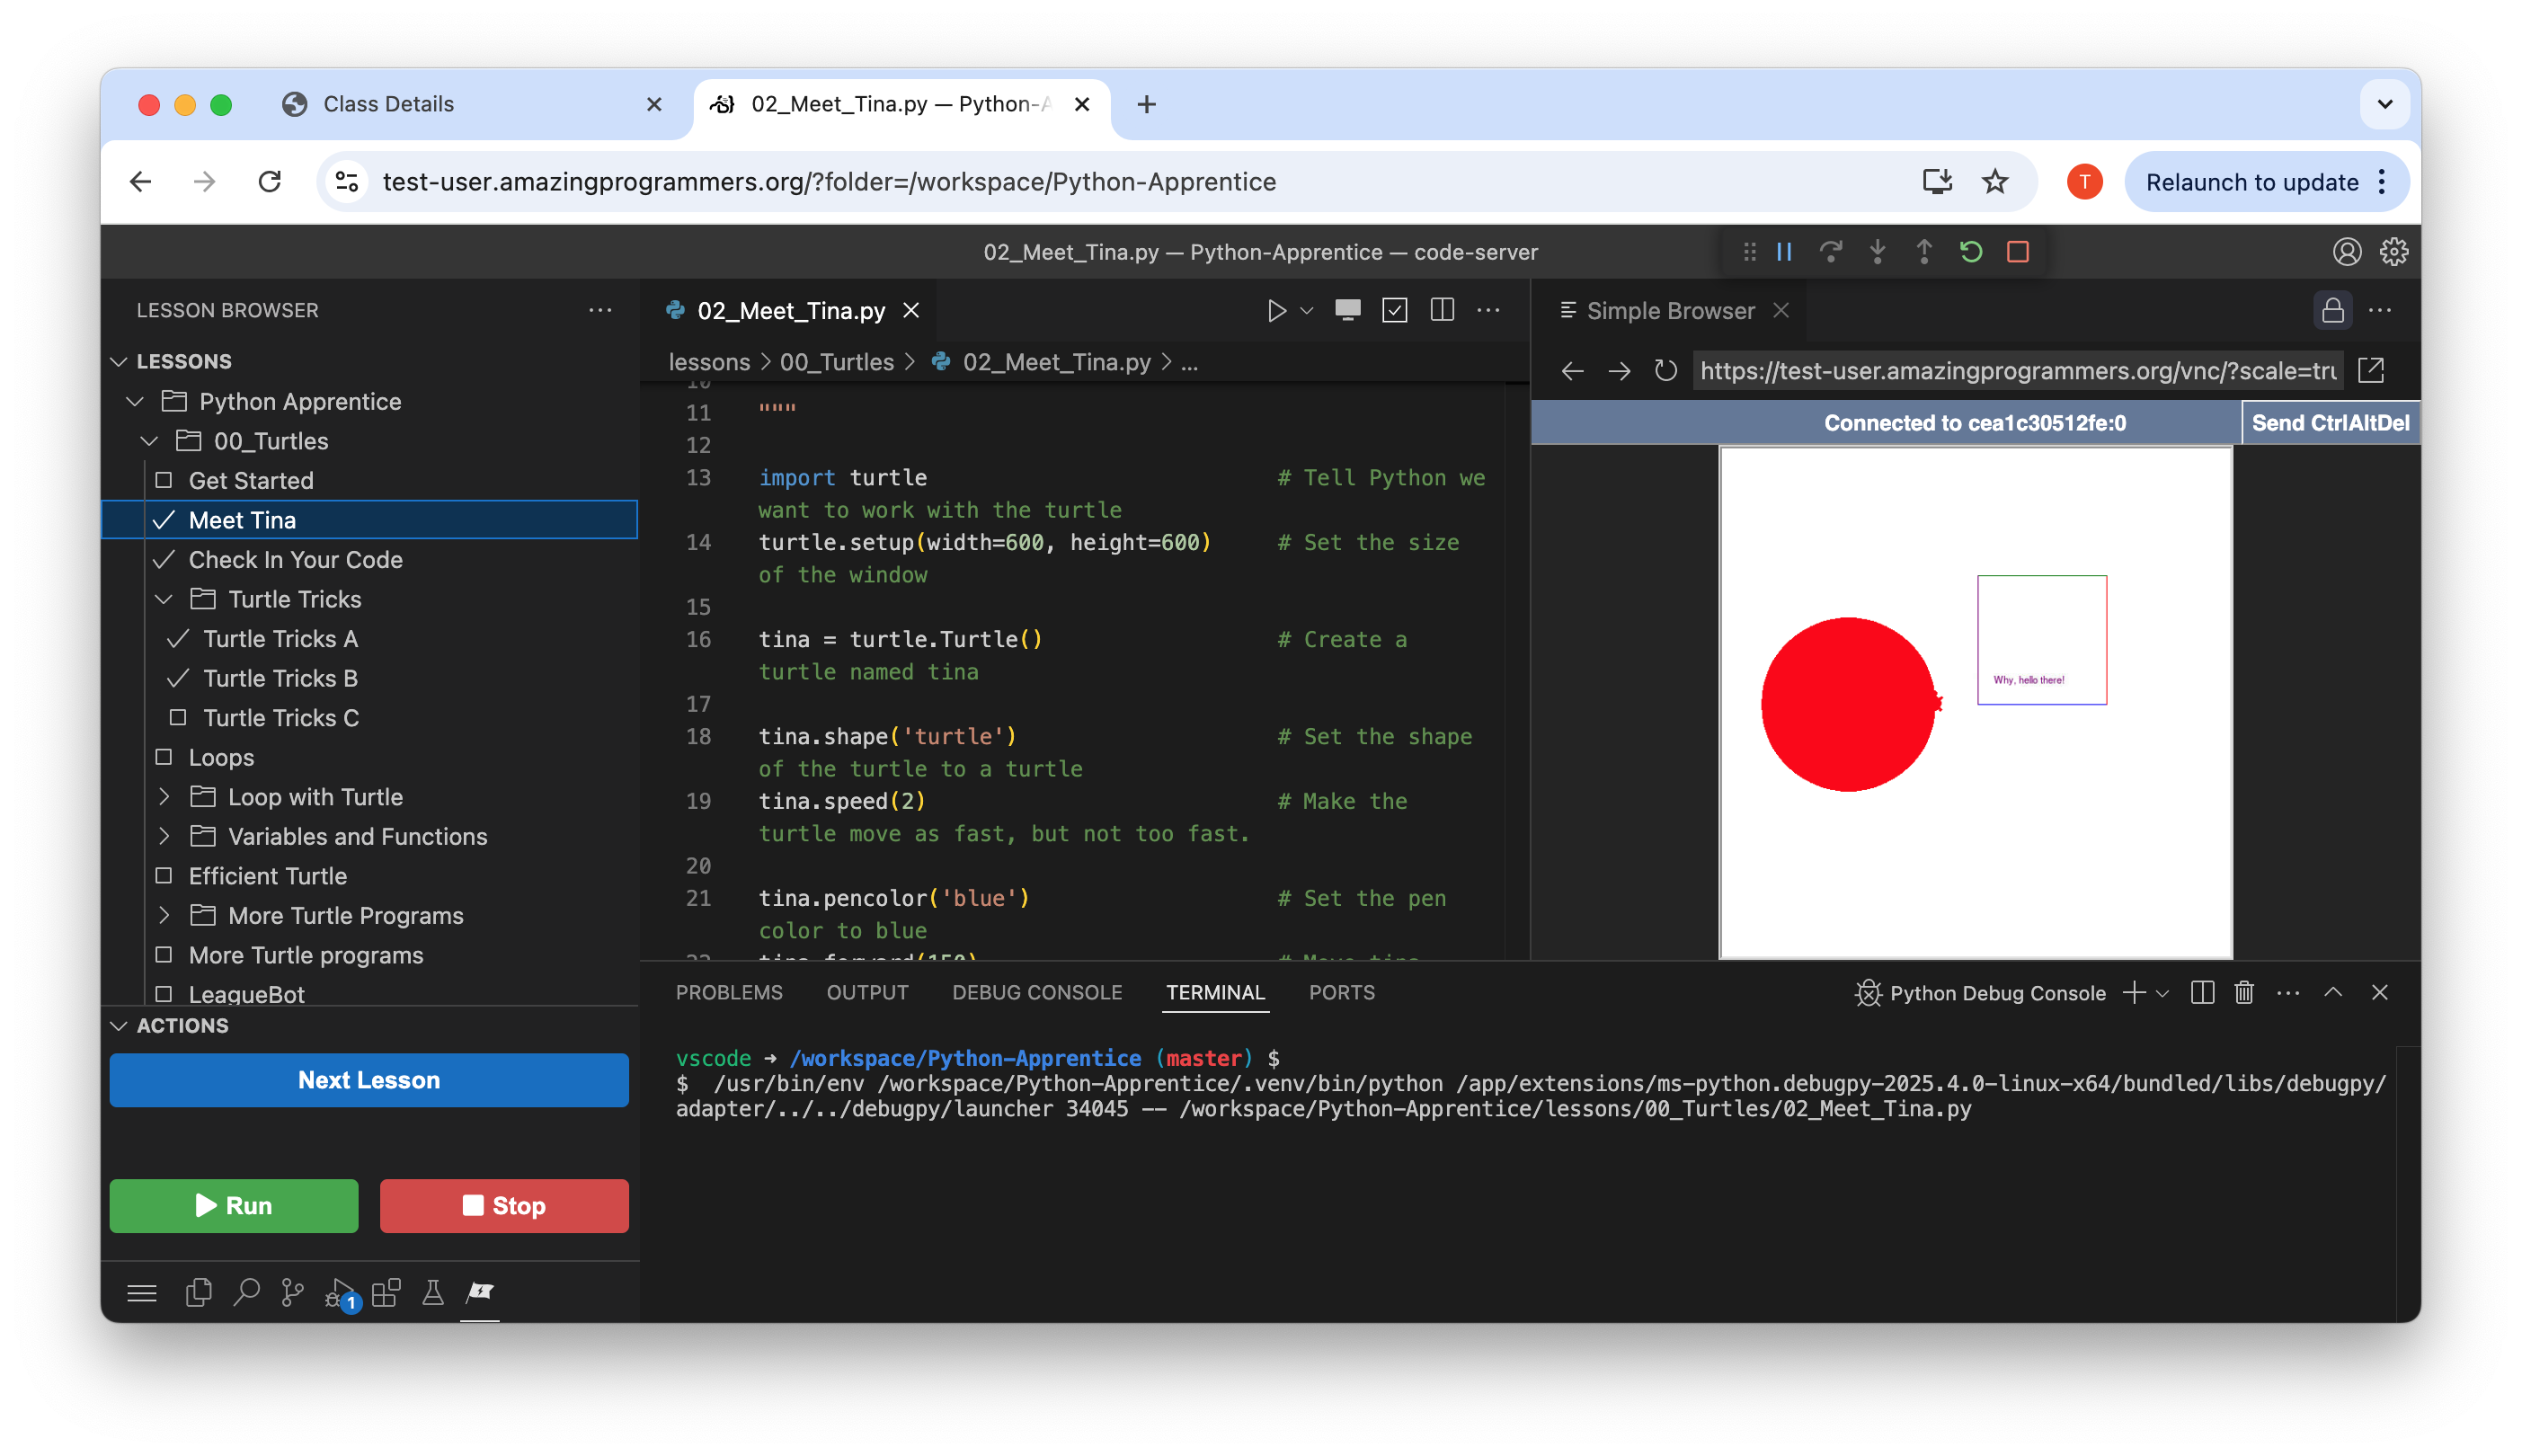 Class Details
02_Meet_Tina.py — Python-A
test-user.amazingprogrammers.org/?folder=/workspace/Python-Apprentice
T
Relaunch to update
02_Meet_Tina.py — Python-Apprentice — code-server
LESSON BROWSER
LESSONS
Python Apprentice
00_Turtles
Get Started
Meet Tina
Check In Your Code
Turtle Tricks
Turtle Tricks A
Turtle Tricks B
Turtle Tricks C
Loops
Loop with Turtle
Variables and Functions
Efficient Turtle
More Turtle Programs
More Turtle programs
LeagueBot
ACTIONS
Next Lesson
Run
Stop
1
02_Meet_Tina.py
lessons > 00_Turtles > 02_Meet_Tina.py > ...
10
11 """
12
13 import turtle # Tell Python we
want to work with the turtle
14 turtle.setup(width=600, height=600) # Set the size
of the window
15
16 tina = turtle.Turtle() # Create a
turtle named tina
17
18 tina.shape('turtle') # Set the shape
of the turtle to a turtle
19 tina.speed(2) # Make the
turtle move as fast, but not too fast.
20
21 tina.pencolor('blue') # Set the pen
color to blue
22 tina.forward(150) # Move tina
Simple Browser
https://test-user.amazingprogrammers.org/vnc/?scale=tru
Connected to cea1c30512fe:0
Send CtrlAltDel
Why, hello there!
PROBLEMS
OUTPUT
DEBUG CONSOLE
TERMINAL
PORTS
Python Debug Console
vscode ➜ /workspace/Python-Apprentice (master) $
$ /usr/bin/env /workspace/Python-Apprentice/.venv/bin/python /app/extensions/ms-python.debugpy-2025.4.0-linux-x64/bundled/libs/debugpy/
adapter/../../debugpy/launcher 34045 -- /workspace/Python-Apprentice/lessons/00_Turtles/02_Meet_Tina.py